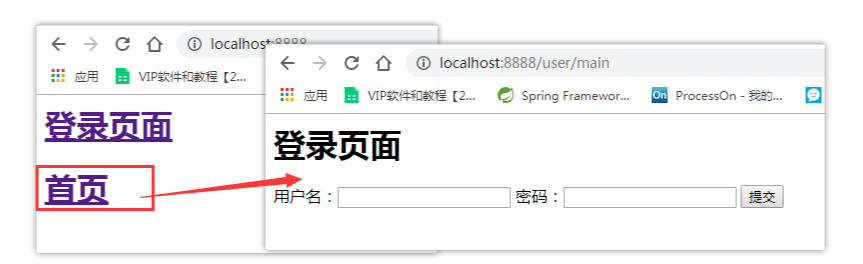 localhost:8888
应用 VIP软件和教程【2...
登录页面
首页
localhost:8888/user/main
应用 VIP软件和教程【2... Spring Framewor... On ProcessOn - 我的...
登录页面
用户名： 密码： 提交